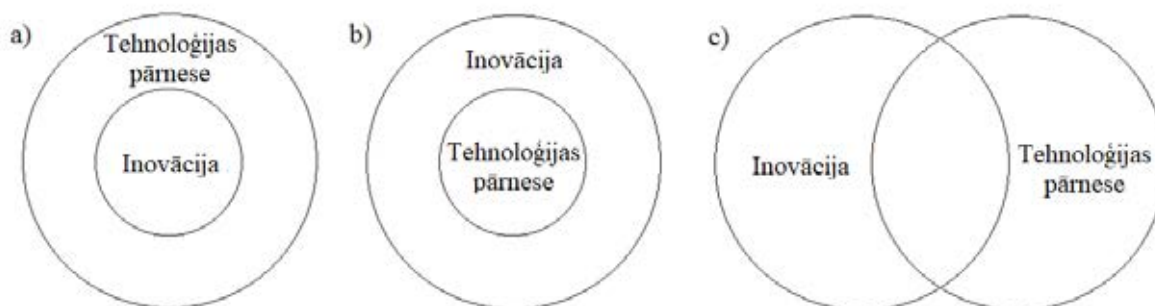 a)
Tehnoloģijas
pārnese
Inovācija
b)
Inovācija
Tehnoloģijas
pārnese
c)
Inovācija
Tehnoloģijas
pārnese